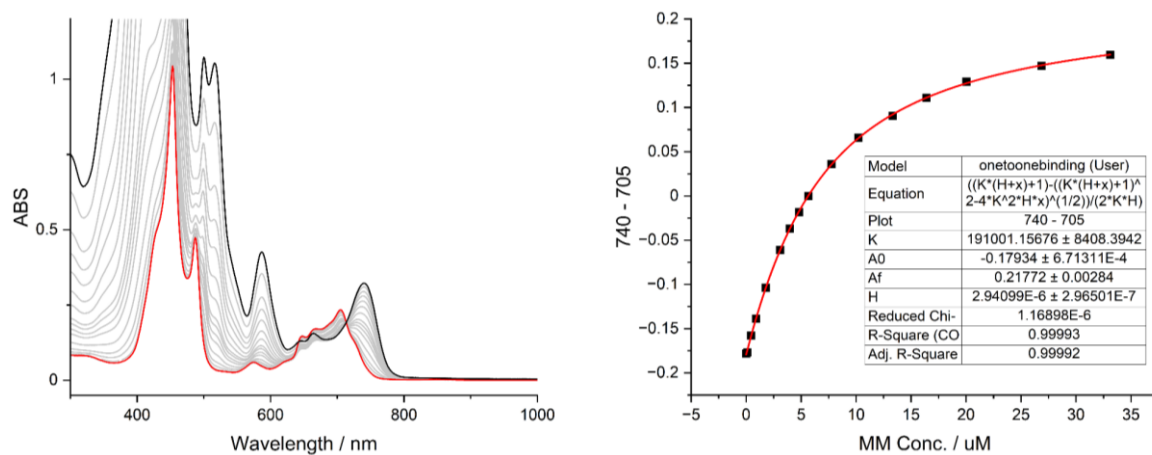 ABS
1
0.5
0
400
600
800
1000
Wavelength / nm
740 - 705
0.2
0.15
0.1
0.05
0
−0.05
−0.1
−0.15
−0.2
−5
0
5
10
15
20
25
30
35
MM Conc. / uM
Model onetoonebinding (User)
Equation ((K*(H+x)+1)-((K*(H+x)+1)^
2-4*K^2*H*x)^(1/2))/(2*K*H)
Plot 740 - 705
K 191001.15676 ± 8408.3942
A0 -0.17934 ± 6.71311E-4
Af 0.21772 ± 0.00284
H 2.94099E-6 ± 2.96501E-7
Reduced Chi- 1.16898E-6
R-Square (CO 0.99993
Adj. R-Square 0.99992